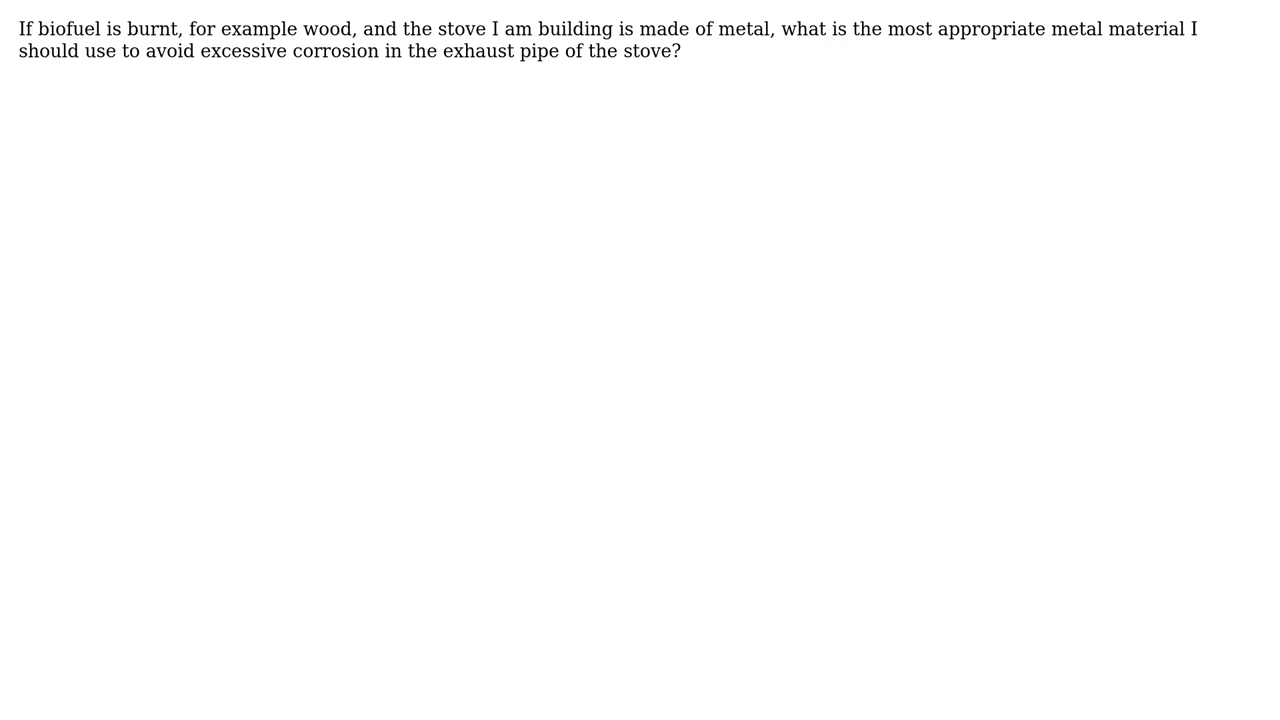 If biofuel is burnt, for example wood, and the stove I am building is made of metal, what is the most appropriate metal material I
should use to avoid excessive corrosion in the exhaust pipe of the stove?